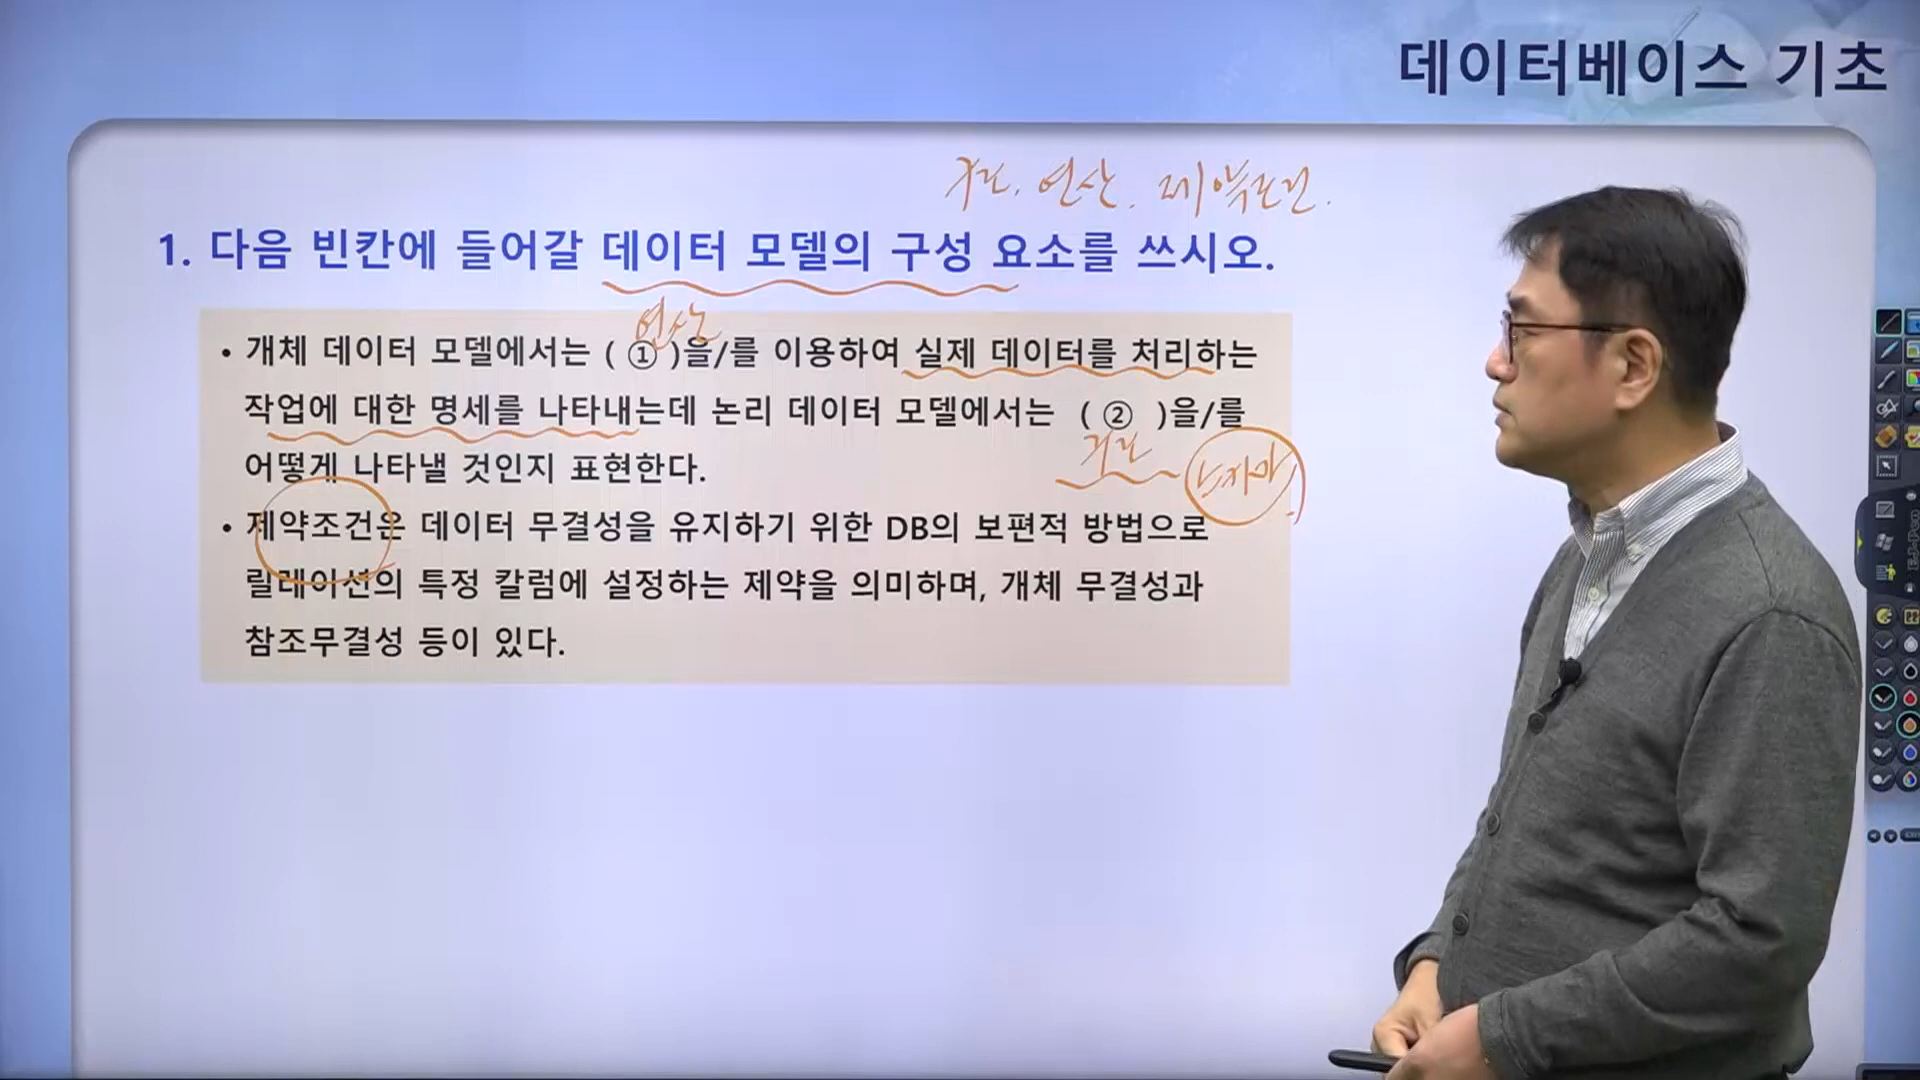 데이터베이스 기초
구조. 연산. 제약조건.
1. 다음 빈칸에 들어갈 데이터 모델의 구성 요소를 쓰시오.
연산
• 개체 데이터 모델에서는 ( ① )을/를 이용하여 실제 데이터를 처리하는
작업에 대한 명세를 나타내는데 논리 데이터 모델에서는 ( ② )을/를
구조
어떻게 나타낼 것인지 표현한다.
• 제약조건은 데이터 무결성을 유지하기 위한 DB의 보편적 방법으로
릴레이션의 특정 칼럼에 설정하는 제약을 의미하며, 개체 무결성과
참조무결성 등이 있다.